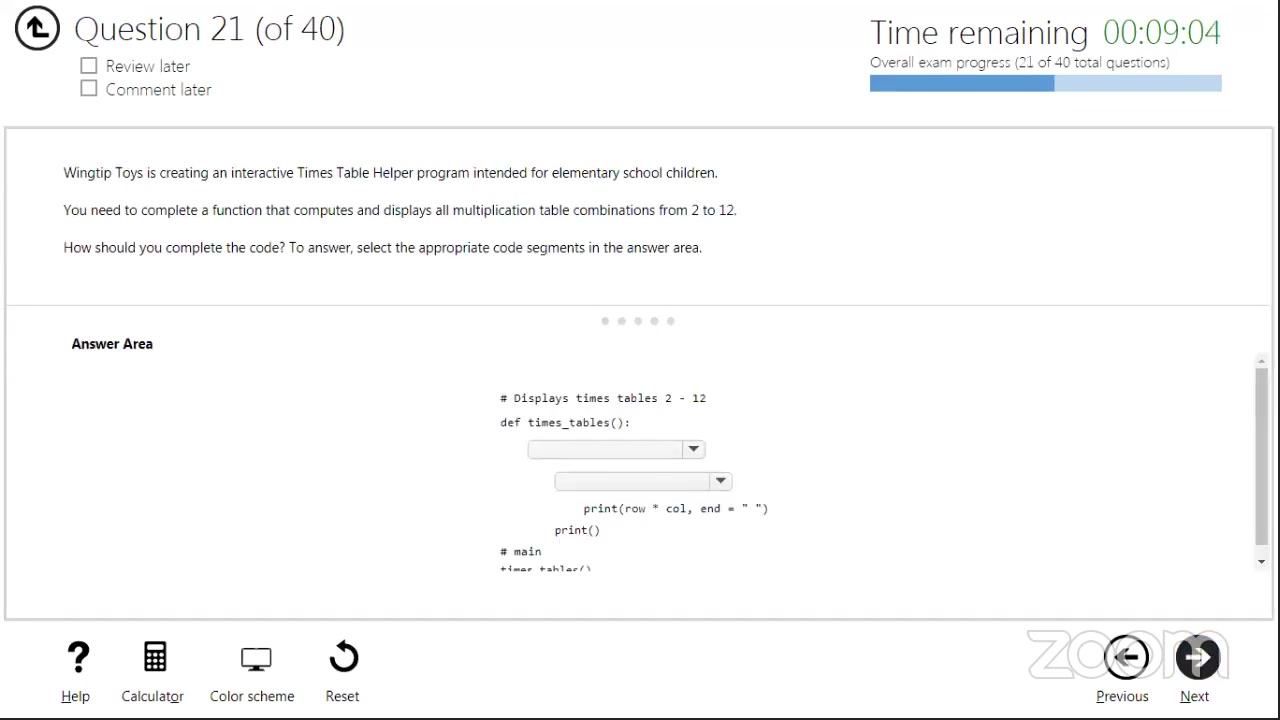 Question 21 (of 40)
Review later
Comment later
Time remaining 00:09:04
Overall exam progress (21 of 40 total questions)
Wingtip Toys is creating an interactive Times Table Helper program intended for elementary school children.
You need to complete a function that computes and displays all multiplication table combinations from 2 to 12.
How should you complete the code? To answer, select the appropriate code segments in the answer area.
Answer Area
# Displays times tables 2 - 12
def times_tables():
print(row * col, end = " ")
print()
# main
times_tables()
zoom
? Help
Calculator
Color scheme
Reset
Previous
Next